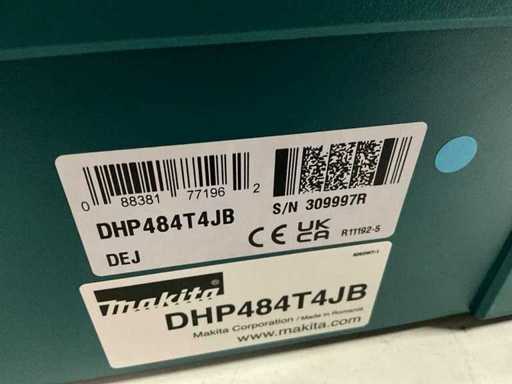 0 88381 77196 2
S/N 309997R
DHP484T4JB
DEJ
CE UK CA
R11192-5
makita
DHP484T4JB
Makita Corporation / Made in Romania
www.makita.com